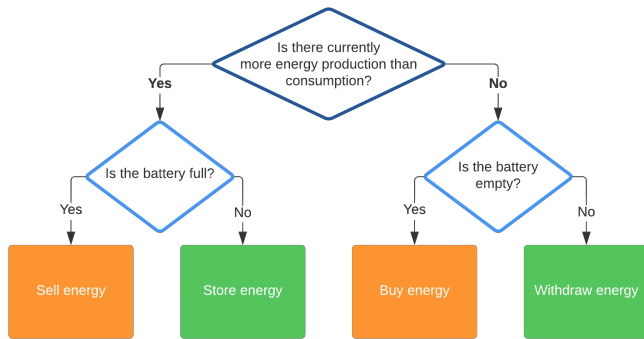 Is there currently
more energy production than
consumption?
Yes
No
Is the battery full?
Is the battery
empty?
Yes
No
Yes
No
Sell energy
Store energy
Buy energy
Withdraw energy